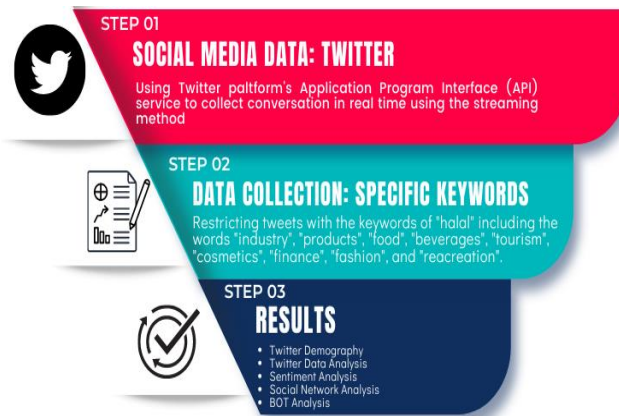 STEP 01
SOCIAL MEDIA DATA: TWITTER
Using Twitter paltform's Application Program Interface (API)
service to collect conversation in real time using the streaming
method
STEP 02
DATA COLLECTION: SPECIFIC KEYWORDS
Restricting tweets with the keywords of "halal" including the
words "industry", "products", "food", "beverages", "tourism",
"cosmetics", "finance", "fashion", and "reacreation".
STEP 03
RESULTS
• Twitter Demography
• Twitter Data Analysis
• Sentiment Analysis
• Social Network Analysis
• BOT Analysis